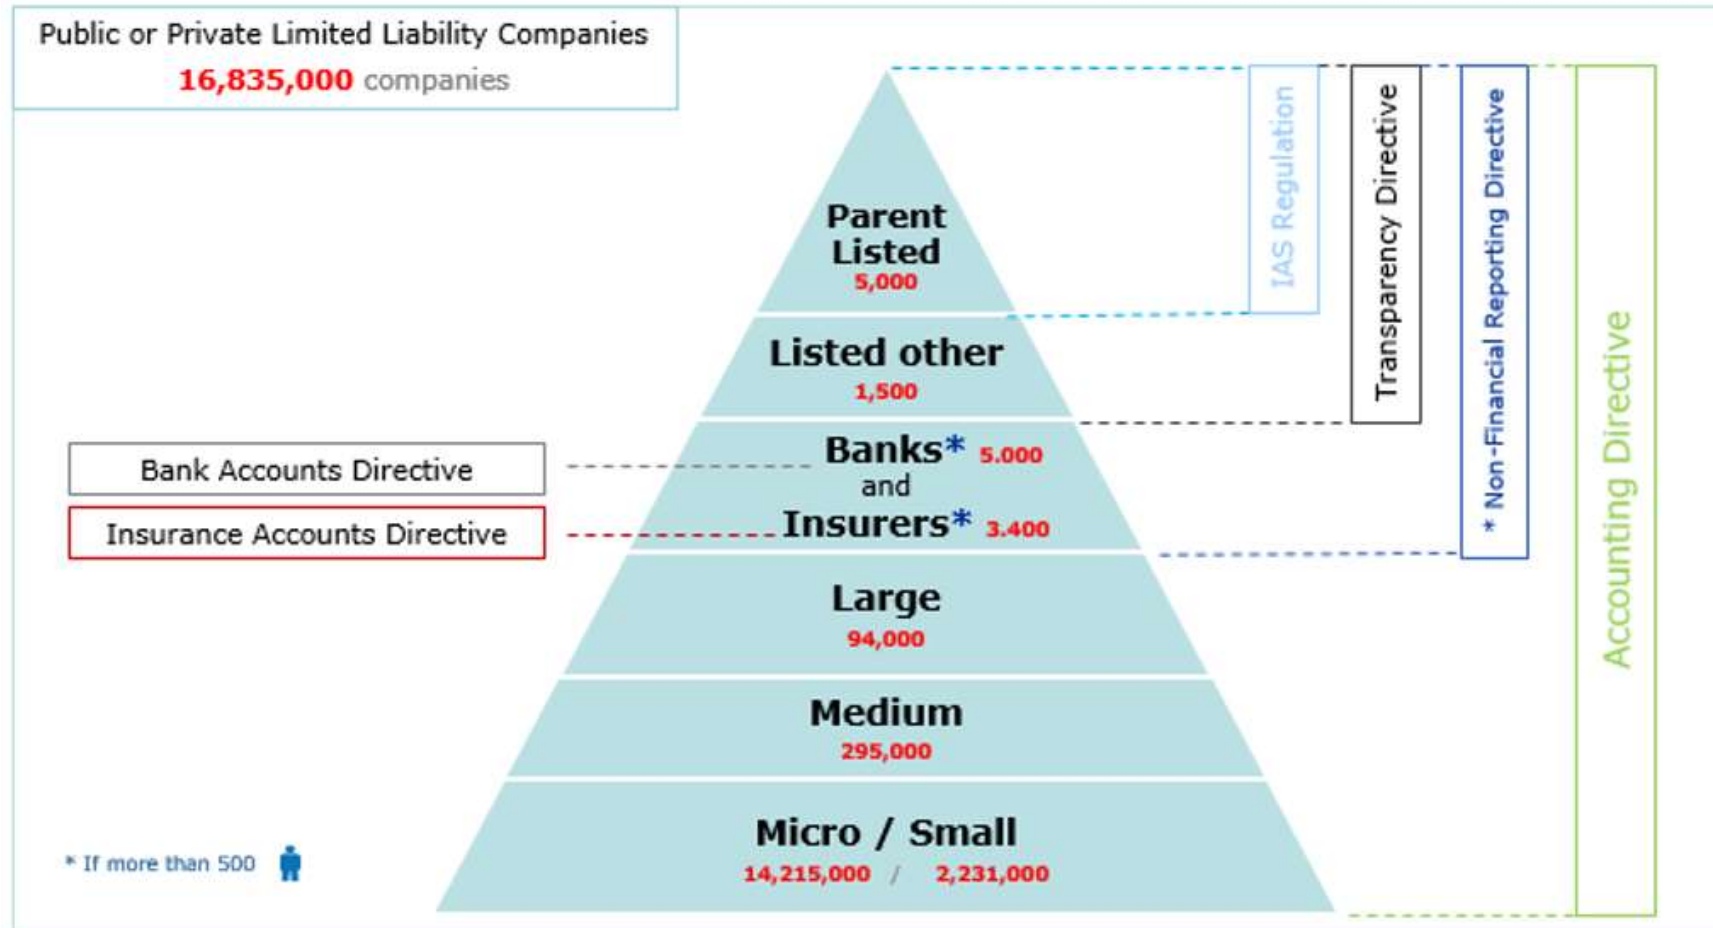 Public or Private Limited Liability Companies
16,835,000 companies
Parent
Listed
5,000
Listed other
1,500
Banks* 5.000
and
Insurers* 3.400
Large
94,000
Medium
295,000
Micro / Small
14,215,000 / 2,231,000
Bank Accounts Directive
Insurance Accounts Directive
IAS Regulation
Transparency Directive
* Non-Financial Reporting Directive
Accounting Directive
* If more than 500